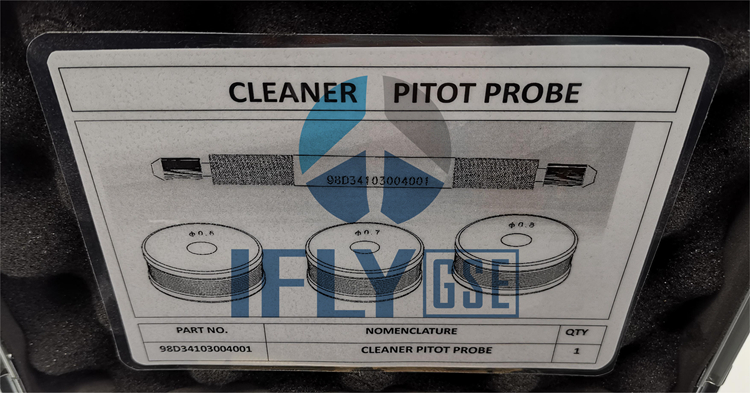 CLEANER PITOT PROBE
98D34103004001
Φ0.6
Φ0.7
Φ0.8
IFLY GSE
PART NO. NOMENCLATURE QTY
98D34103004001 CLEANER PITOT PROBE 1